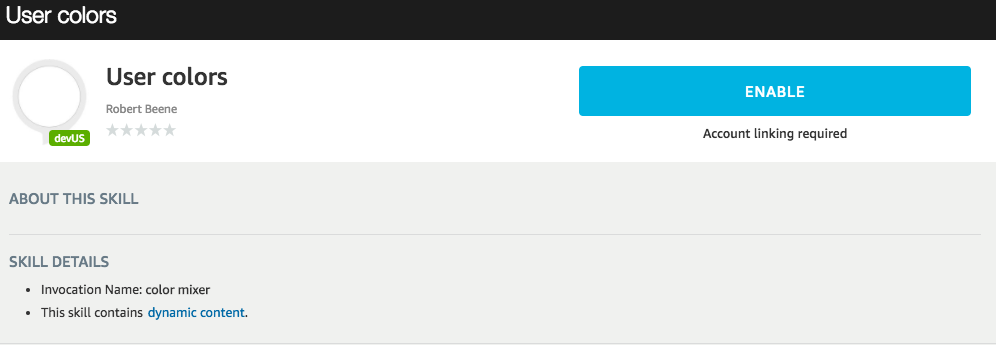 User colors
User colors
Robert Beene
devUS
ENABLE
Account linking required
ABOUT THIS SKILL
SKILL DETAILS
Invocation Name: color mixer
This skill contains dynamic content.